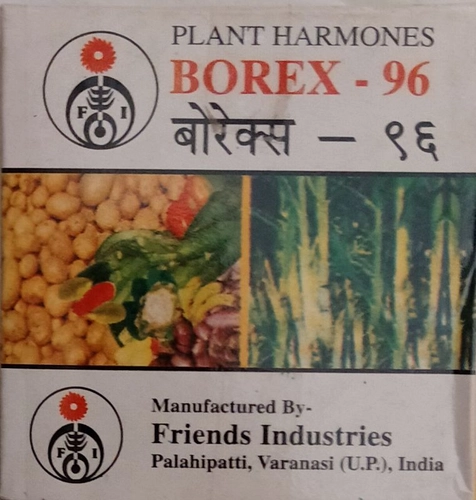 PLANT HARMONES
BOREX - 96
बोरेक्स – ९६
F I
Manufactured By-
Friends Industries
Palahipatti, Varanasi (U.P.), India
F I